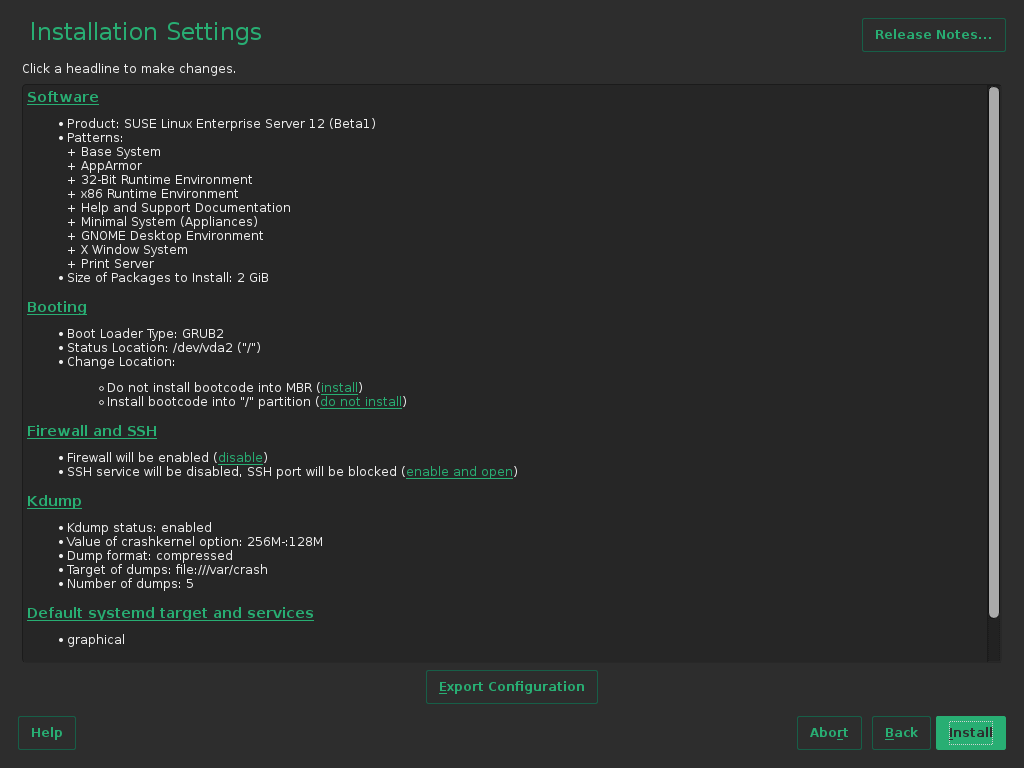 Installation Settings
Release Notes...
Click a headline to make changes.
Software
• Product: SUSE Linux Enterprise Server 12 (Beta1)
• Patterns:
+ Base System
+ AppArmor
+ 32-Bit Runtime Environment
+ x86 Runtime Environment
+ Help and Support Documentation
+ Minimal System (Appliances)
+ GNOME Desktop Environment
+ X Window System
+ Print Server
• Size of Packages to Install: 2 GiB
Booting
• Boot Loader Type: GRUB2
• Status Location: /dev/vda2 ("/")
• Change Location:
◦ Do not install bootcode into MBR (install)
◦ Install bootcode into "/" partition (do not install)
Firewall and SSH
• Firewall will be enabled (disable)
• SSH service will be disabled, SSH port will be blocked (enable and open)
Kdump
• Kdump status: enabled
• Value of crashkernel option: 256M-:128M
• Dump format: compressed
• Target of dumps: file:///var/crash
• Number of dumps: 5
Default systemd target and services
• graphical
Export Configuration
Help
Abort
Back
Install